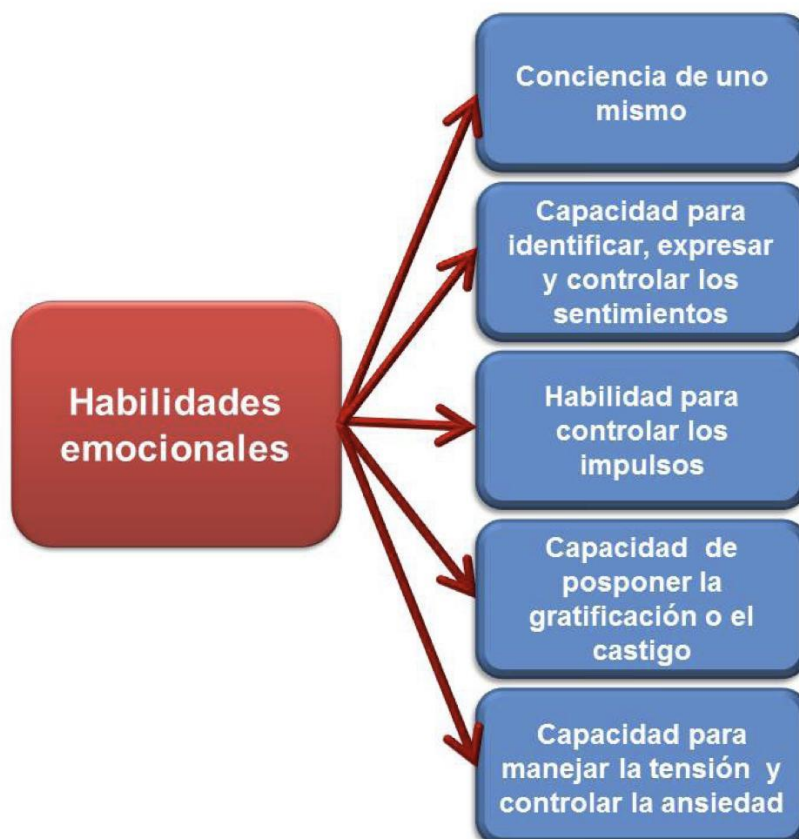 Conciencia de uno
mismo
Capacidad para
identificar, expresar
y controlar los
sentimientos
Habilidades
emocionales
Habilidad para
controlar los
impulsos
Capacidad de
posponer la
gratificación o el
castigo
Capacidad para
manejar la tensión y
controlar la ansiedad